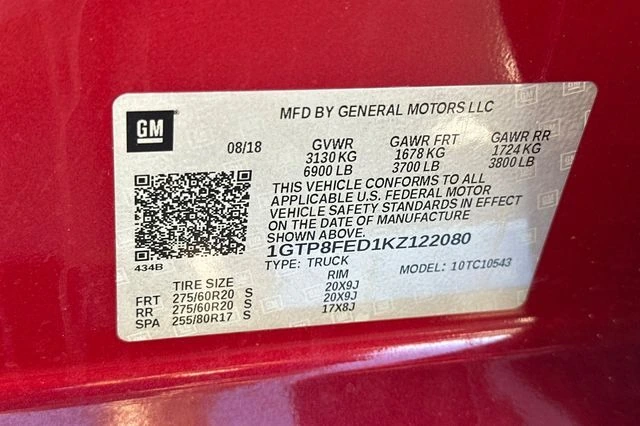 GM
MFD BY GENERAL MOTORS LLC
08/18 GVWR GAWR FRT GAWR RR
3130 KG 1678 KG 1724 KG
6900 LB 3700 LB 3800 LB
THIS VEHICLE CONFORMS TO ALL
APPLICABLE U.S. FEDERAL MOTOR
VEHICLE SAFETY STANDARDS IN EFFECT
ON THE DATE OF MANUFACTURE
SHOWN ABOVE.
1GTP8FED1KZ122080
434B TYPE: TRUCK MODEL: 10TC10543
TIRE SIZE RIM
FRT 275/60R20 S 20X9J
RR 275/60R20 S 20X9J
SPA 255/80R17 S 17X8J